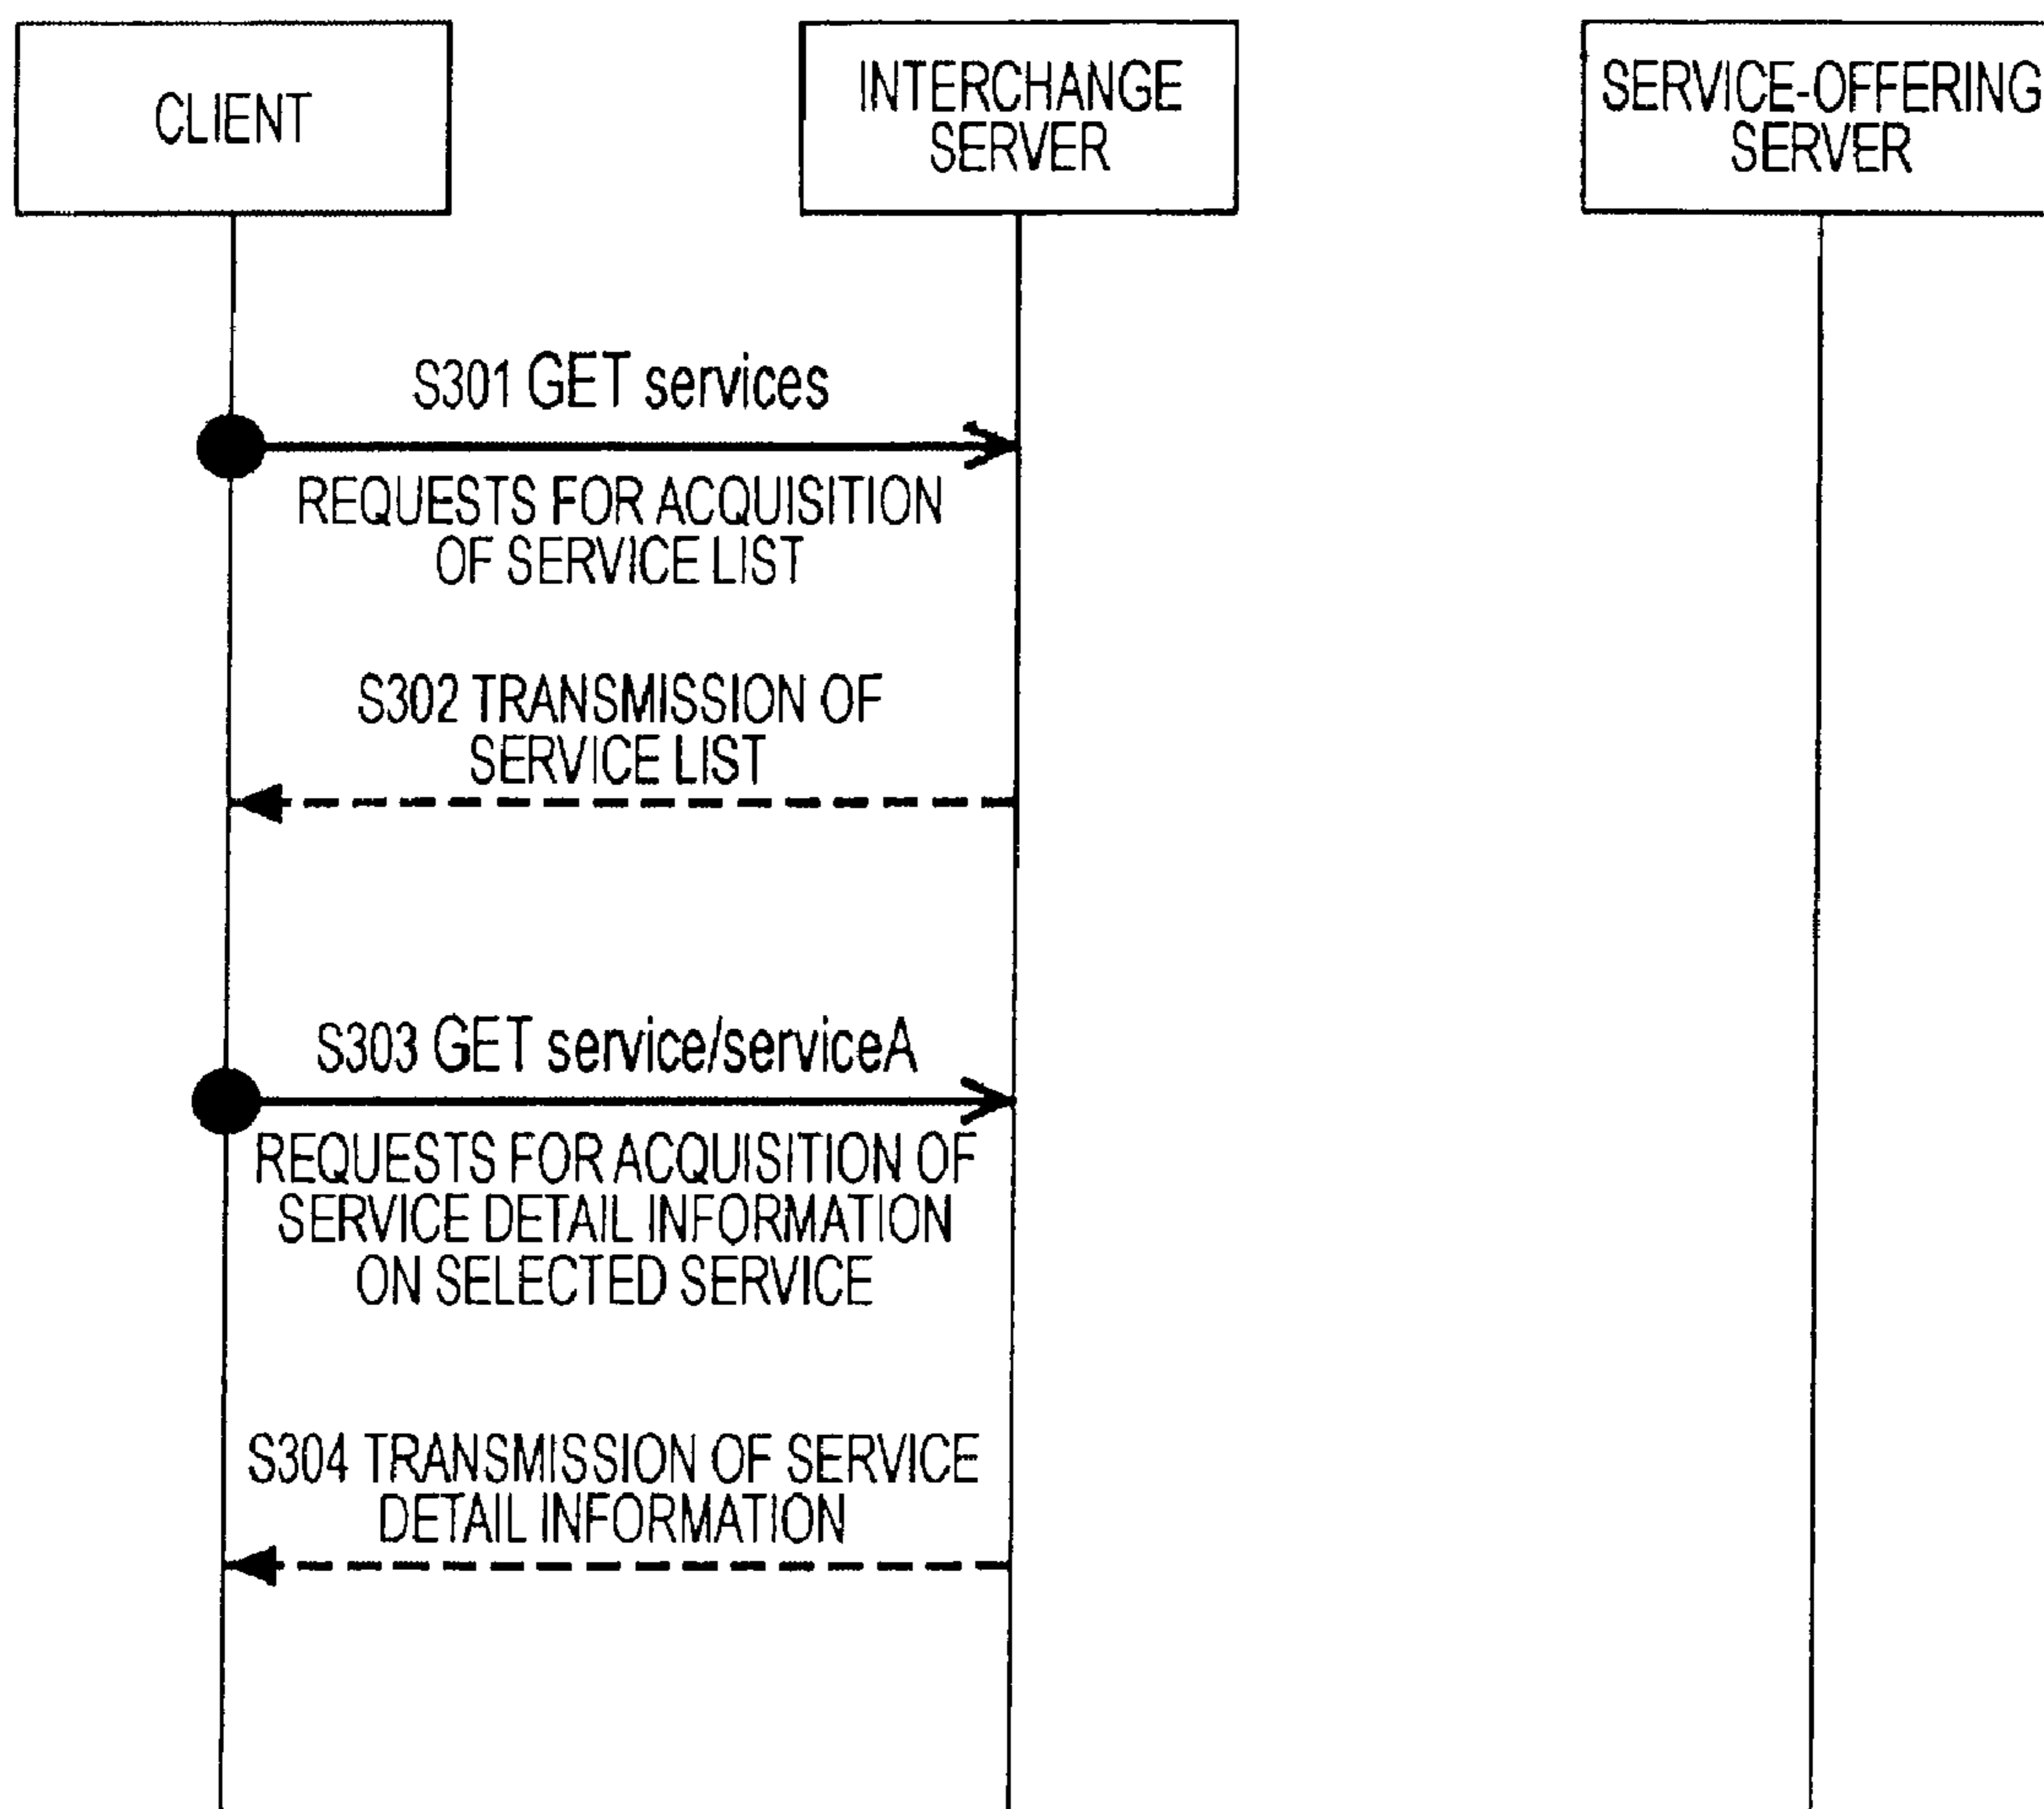 CLIENT
INTERCHANGE
SERVER
SERVICE-OFFERING
SERVER
S301 GET services
REQUESTS FOR ACQUISITION
OF SERVICE LIST
S302 TRANSMISSION OF
SERVICE LIST
S303 GET service/serviceA
REQUESTS FOR ACQUISITION OF
SERVICE DETAIL INFORMATION
ON SELECTED SERVICE
S304 TRANSMISSION OF SERVICE
DETAIL INFORMATION